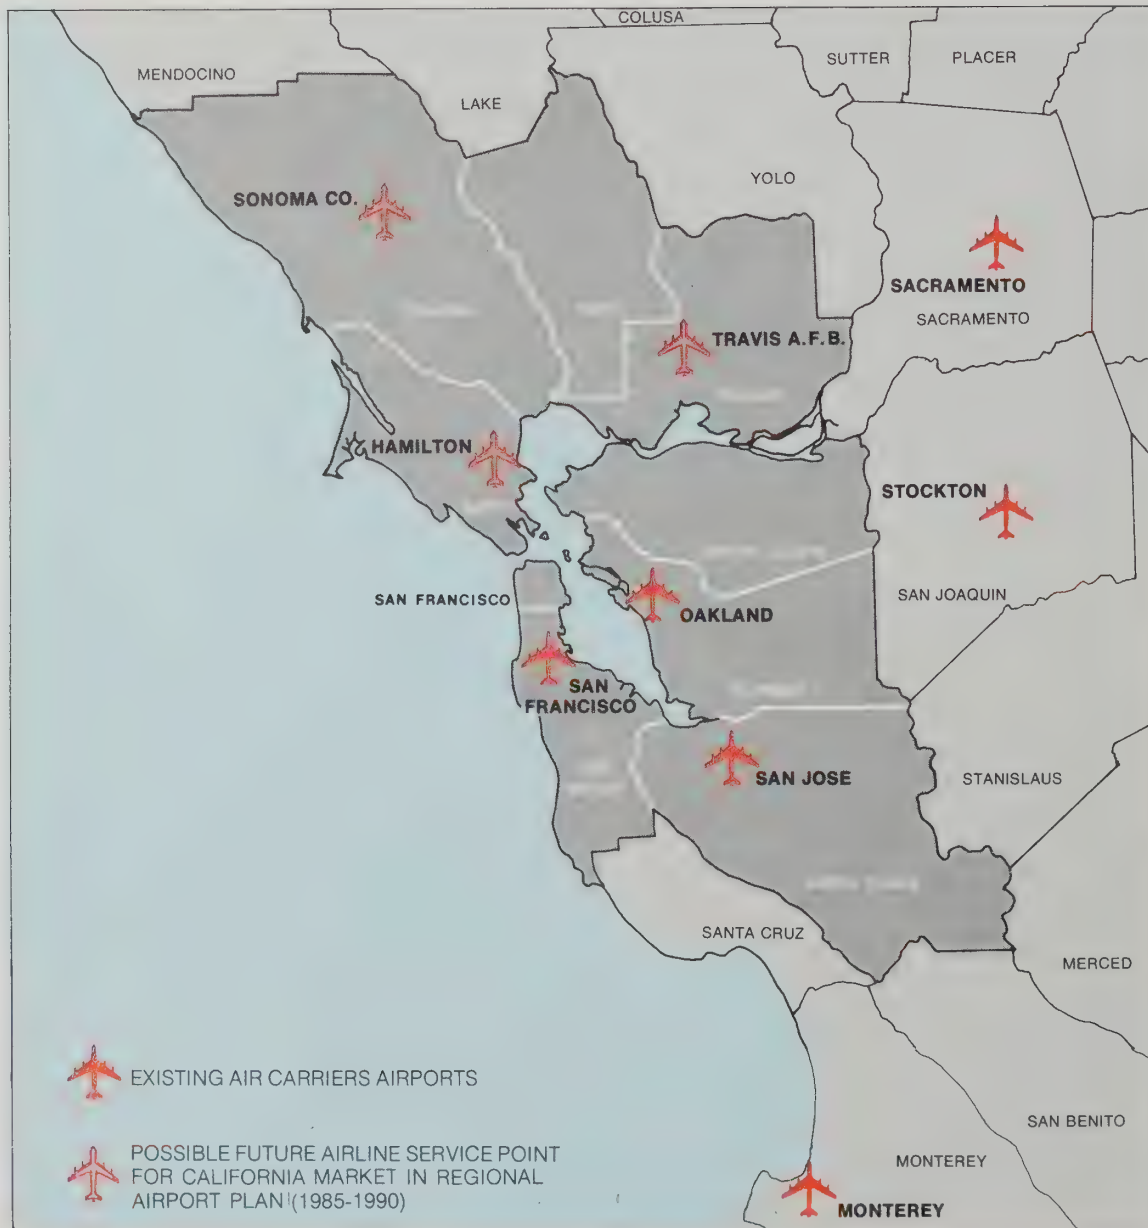 COLUSA
MENDOCINO
SUTTER
PLACER
LAKE
YOLO
SONOMA CO.
SACRAMENTO
SACRAMENTO
TRAVIS A.F.B.
HAMILTON
STOCKTON
SAN FRANCISCO
SAN JOAQUIN
OAKLAND
SAN
FRANCISCO
SAN JOSE
STANISLAUS
SANTA CRUZ
MERCED
EXISTING AIR CARRIERS AIRPORTS
SAN BENITO
POSSIBLE FUTURE AIRLINE SERVICE POINT
FOR CALIFORNIA MARKET IN REGIONAL
AIRPORT PLAN (1985-1990)
MONTEREY
MONTEREY